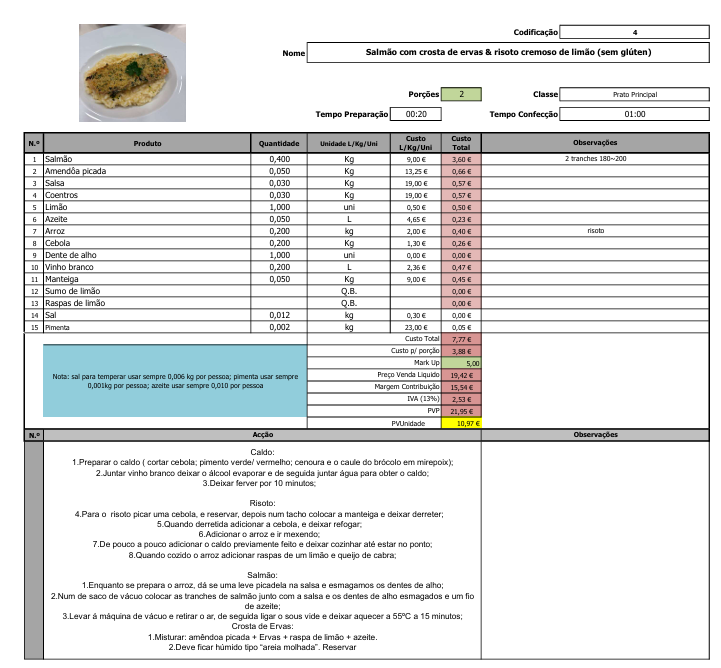 Codificação 4
Nome Salmão com crosta de ervas & risoto cremoso de limão (sem glúten)
Porções 2 Classe Prato Principal
Tempo Preparação 00:20 Tempo Confecção 01:00
N.º Produto Quantidade Unidade L/Kg/Uni Custo L/Kg/Uni Custo Total Observações
1 Salmão 0,400 Kg 9,00 € 3,60 € 2 tranches 180~200
2 Amendôa picada 0,050 Kg 13,25 € 0,66 €
3 Salsa 0,030 Kg 19,00 € 0,57 €
4 Coentros 0,030 Kg 19,00 € 0,57 €
5 Limão 1,000 uni 0,50 € 0,50 €
6 Azeite 0,050 L 4,65 € 0,23 €
7 Arroz 0,200 kg 2,00 € 0,40 € risoto
8 Cebola 0,200 kg 1,30 € 0,26 €
9 Dente de alho 1,000 uni 0,00 € 0,00 €
10 Vinho branco 0,200 L 2,36 € 0,47 €
11 Manteiga 0,050 Kg 9,00 € 0,45 €
12 Sumo de limão Q.B. 0,00 €
13 Raspas de limão Q.B. 0,00 €
14 Sal 0,012 kg 0,30 € 0,00 €
15 Pimenta 0,002 kg 23,00 € 0,05 €
Custo Total 7,77 €
Custo p/ porção 3,88 €
Mark Up 5,00
Nota: sal para temperar usar sempre 0,006 kg por pessoa; pimenta usar sempre
0,001kg por pessoa; azeite usar sempre 0,010 por pessoa
Preço Venda Liquido 19,42 €
Margem Contribuição 15,54 €
IVA (13%) 2,53 €
PVP 21,95 €
PVUnidade 10,97 €
N.º Acção Observações
Caldo:
1.Preparar o caldo ( cortar cebola; pimento verde/ vermelho; cenoura e o caule do brócolo em mirepoix);
2.Juntar vinho branco deixar o álcool evaporar e de seguida juntar água para obter o caldo;
3.Deixar ferver por 10 minutos;
Risoto:
4.Para o risoto picar uma cebola, e reservar, depois num tacho colocar a manteiga e deixar derreter;
5.Quando derretida adicionar a cebola, e deixar refogar;
6.Adicionar o arroz e ir mexendo;
7.De pouco a pouco adicionar o caldo previamente feito e deixar cozinhar até estar no ponto;
8.Quando cozido o arroz adicionar raspas de um limão e queijo de cabra;
Salmão:
1.Enquanto se prepara o arroz, dá se uma leve picadela na salsa e esmagamos os dentes de alho;
2.Num de saco de vácuo colocar as tranches de salmão junto com a salsa e os dentes de alho esmagados e um fio
de azeite;
3.Levar á máquina de vácuo e retirar o ar, de seguida ligar o sous vide e deixar aquecer a 55ºC a 15 minutos;
Crosta de Ervas:
1.Misturar: amêndoa picada + Ervas + raspa de limão + azeite.
2.Deve ficar húmido tipo “areia molhada”. Reservar